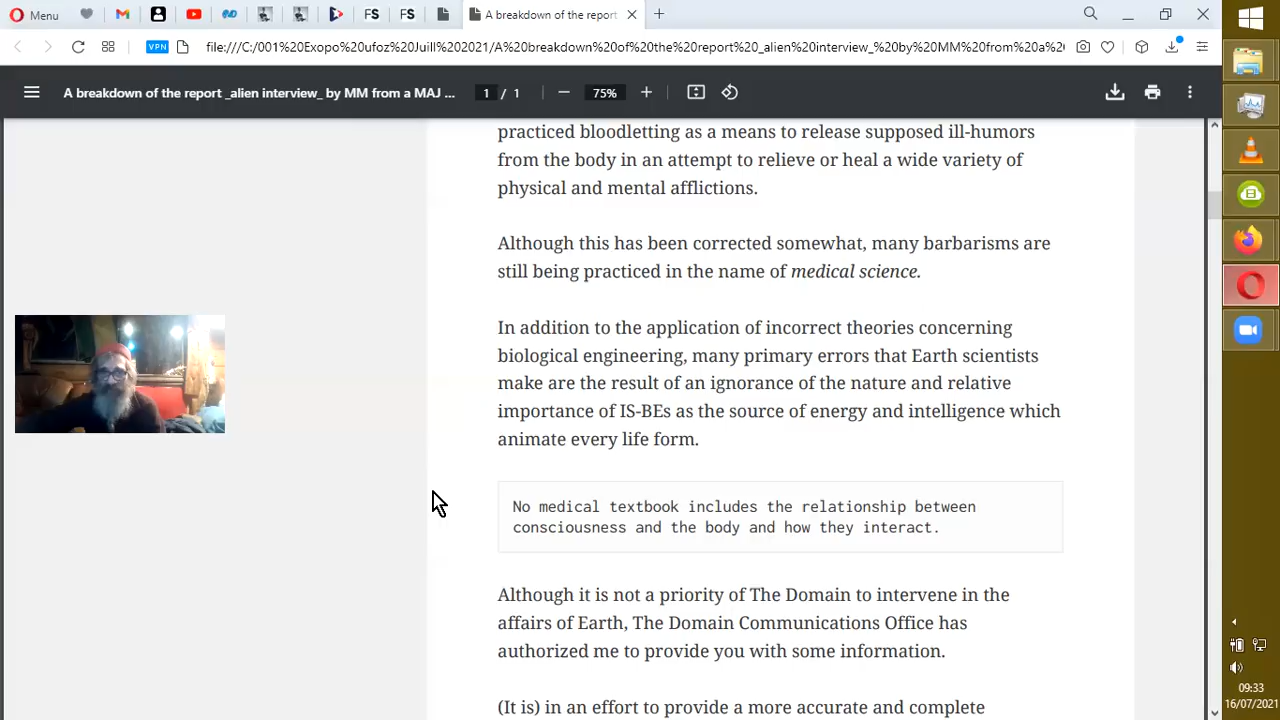 Menu
FS
FS
A breakdown of the report
VPN
file:///C:/001%20Exopo%20ufoz%20Juill%202021/A%20breakdown%20of%20the%20report%20_alien%20interview_%20by%20MM%20from%20a%2(
A breakdown of the report _alien interview_ by MM from a MAJ ...
1 / 1
75%
practiced bloodletting as a means to release supposed ill-humors
from the body in an attempt to relieve or heal a wide variety of
physical and mental afflictions.
Although this has been corrected somewhat, many barbarisms are
still being practiced in the name of medical science.
In addition to the application of incorrect theories concerning
biological engineering, many primary errors that Earth scientists
make are the result of an ignorance of the nature and relative
importance of IS-BEs as the source of energy and intelligence which
animate every life form.
No medical textbook includes the relationship between
consciousness and the body and how they interact.
Although it is not a priority of The Domain to intervene in the
affairs of Earth, The Domain Communications Office has
authorized me to provide you with some information.
(It is) in an effort to provide a more accurate and complete
09:33
16/07/2021